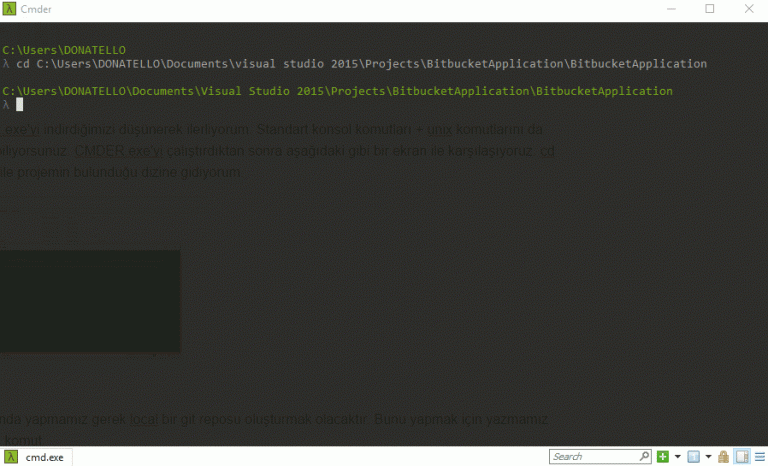 Cmder
C:\Users\DONATELLO
λ cd C:\Users\DONATELLO\Documents\visual studio 2015\Projects\BitbucketApplication\BitbucketApplication
C:\Users\DONATELLO\Documents\Visual Studio 2015\Projects\BitbucketApplication\BitbucketApplication
λ
exe'yi indirdiğimizi düşünerek ilerliyorum. Standart konsol komutları + unix komutlarını da
biliyorsunuz. CMDER.exe'yi çalıştırdıktan sonra aşağıdaki gibi bir ekran ile karşılaşıyoruz. cd
ile projemin bulunduğu dizine gidiyorum.
nda yapmamız gerek local bir git reposu oluşturmak olacaktır. Bunu yapmak için yazmamız
komut
cmd.exe
Search